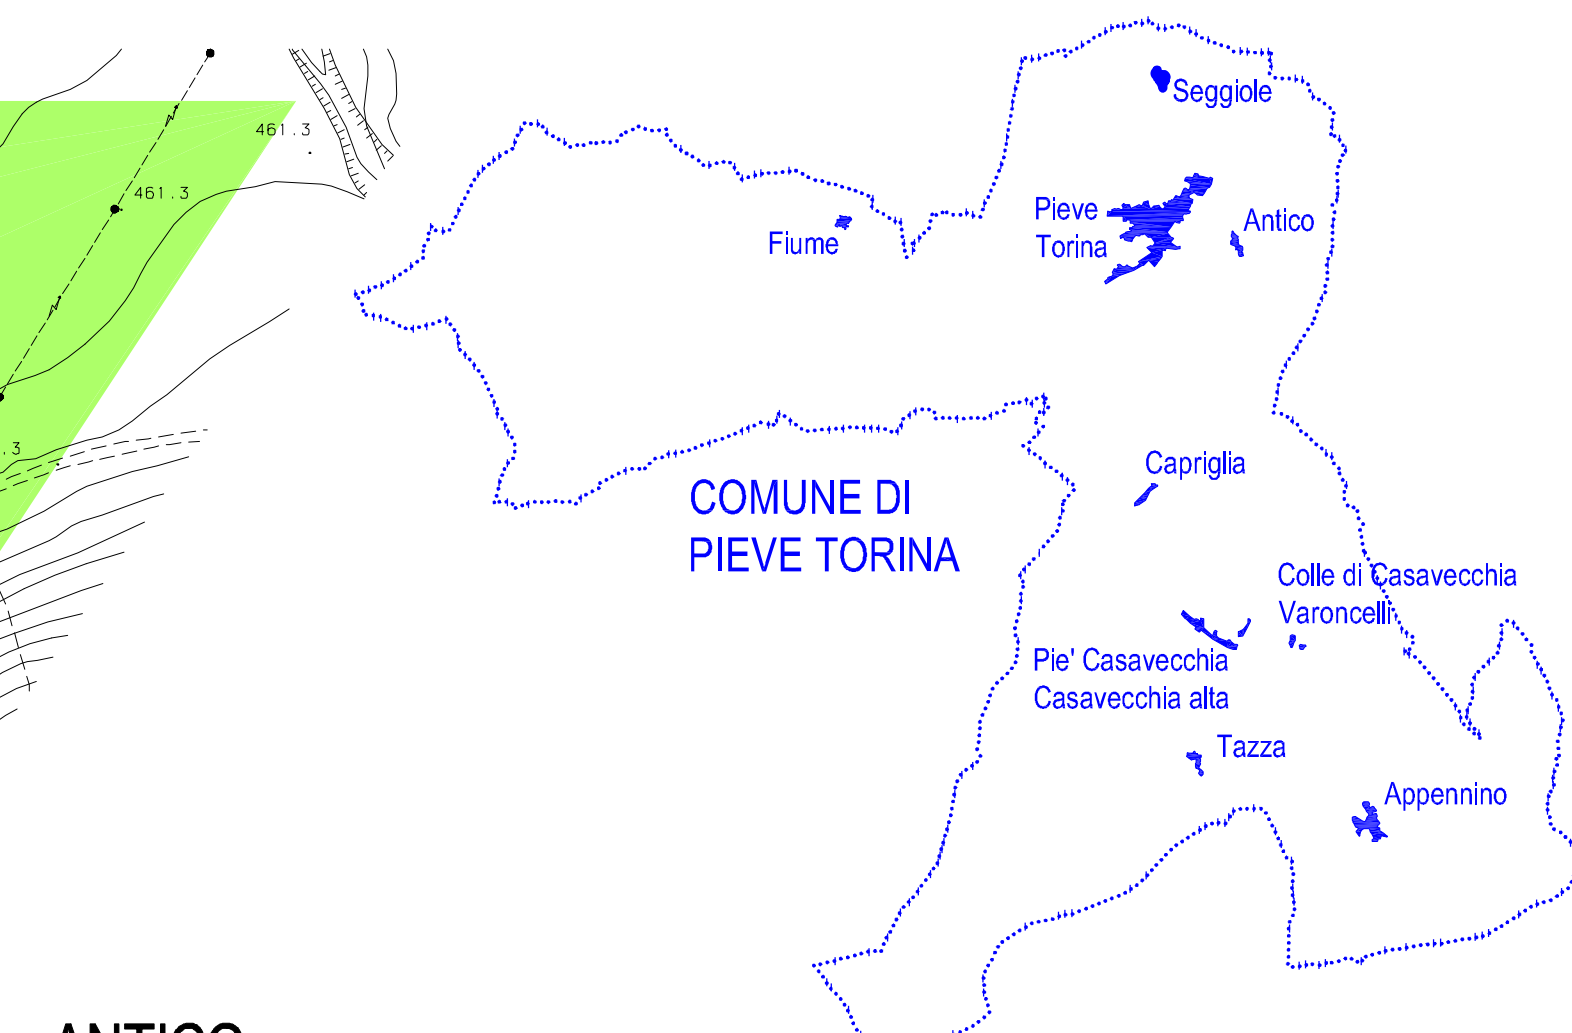 461.3
Seggiole
461.3
Pieve
Torina
Antico
Fiume
.3
Capriglia
COMUNE DI
PIEVE TORINA
Colle di Casavecchia
Varoncelli
Pie' Casavecchia
Casavecchia alta
Tazza
Appennino
ANTICO